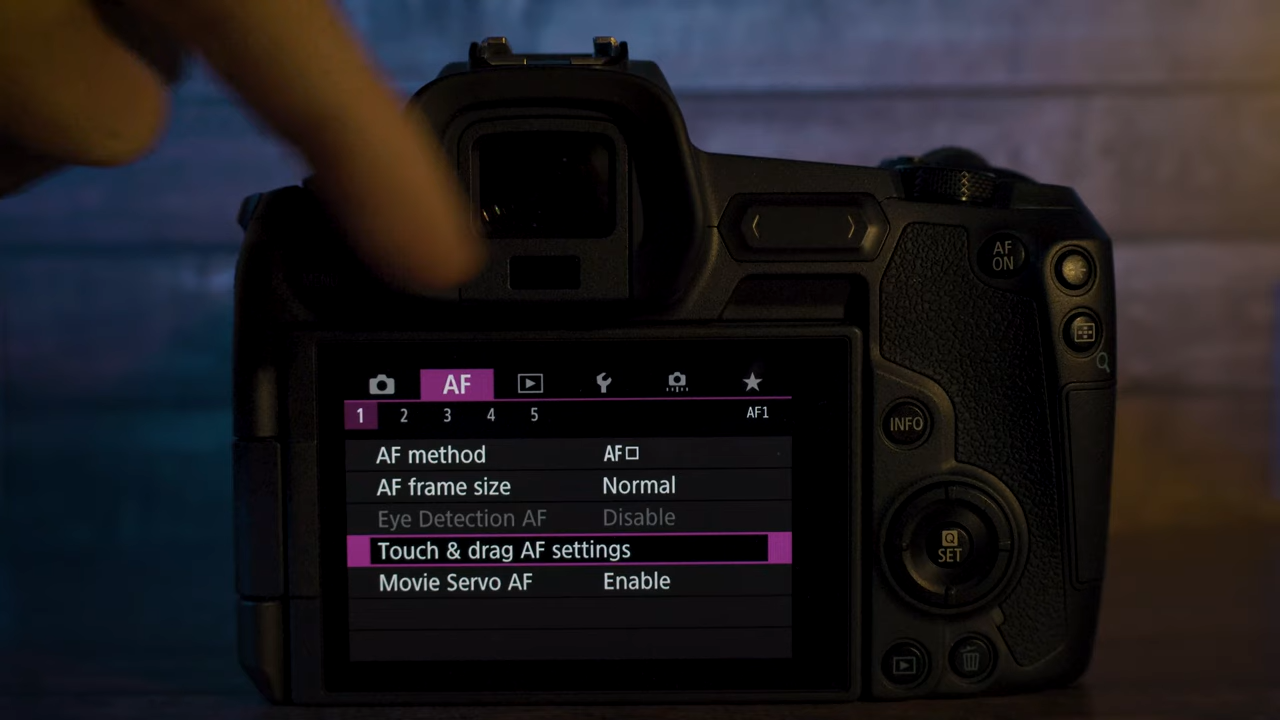 AF
ON
AF
1 2 3 4 5 AF1
AF method AF
AF frame size Normal
Eye Detection AF Disable
Touch & drag AF settings
Movie Servo AF Enable
INFO
Q
SET